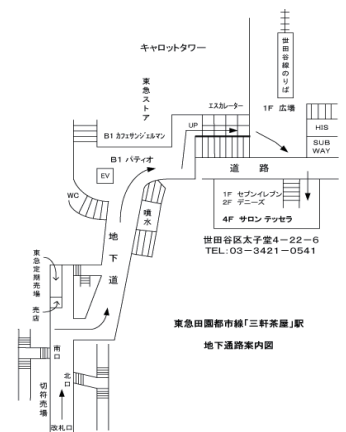 キャロットタワー
世田谷線のりば
東急ストア
エスカレーター
1F 広場
UP
B1 カフェサンジェルマン
HIS
SUB
WAY
B1 パティオ
道 路
EV
WC
噴水
1F セブンイレブン
2F デニーズ
4F サロン テッセラ
地下道
世田谷区太子堂4-22-6
TEL:03-3421-0541
東急定期売場
売店
東急田園都市線「三軒茶屋」駅
地下通路案内図
南口
北口
切符売場
改札口